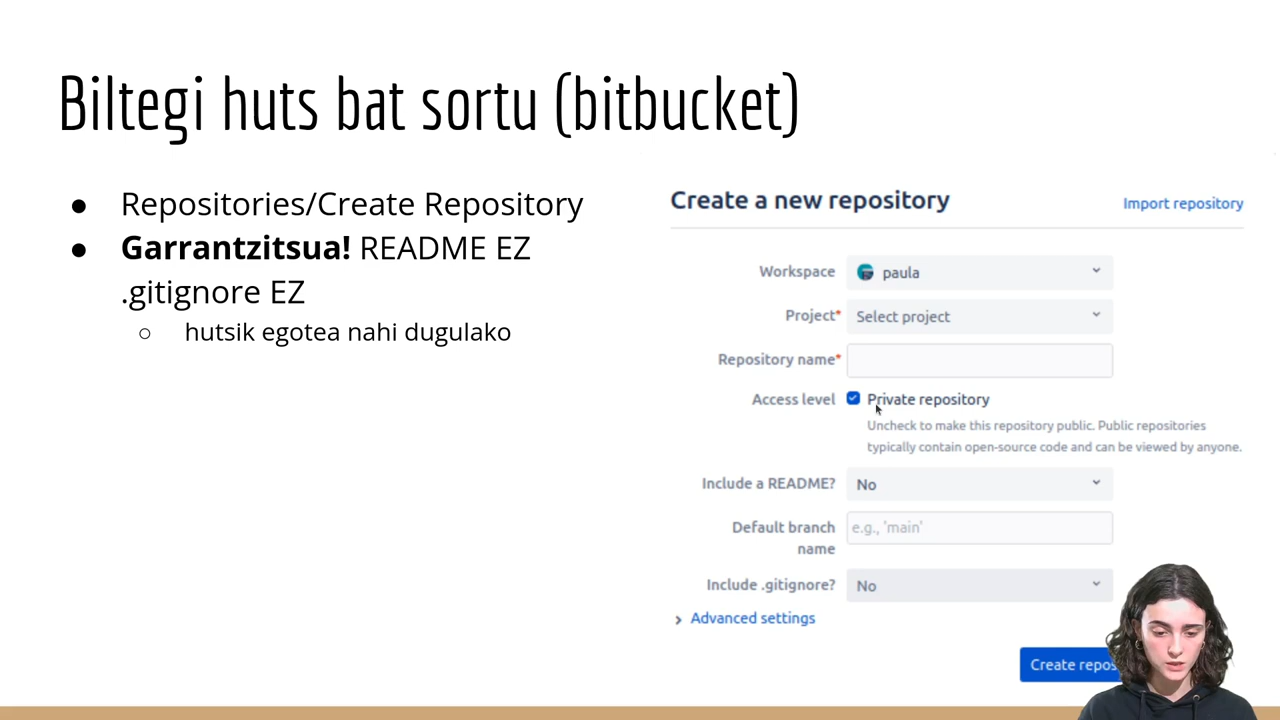 Biltegi huts bat sortu (bitbucket)
● Repositories/Create Repository
● Garrantzitsua! README EZ
.gitignore EZ
○ hutsik egotea nahi dugulako
Create a new repository
Import repository
Workspace paula
Project* Select project
Repository name*
Access level Private repository
Uncheck to make this repository public. Public repositories
typically contain open-source code and can be viewed by anyone.
Include a README? No
Default branch
name
e.g., 'main'
Include .gitignore? No
Advanced settings
Create repos